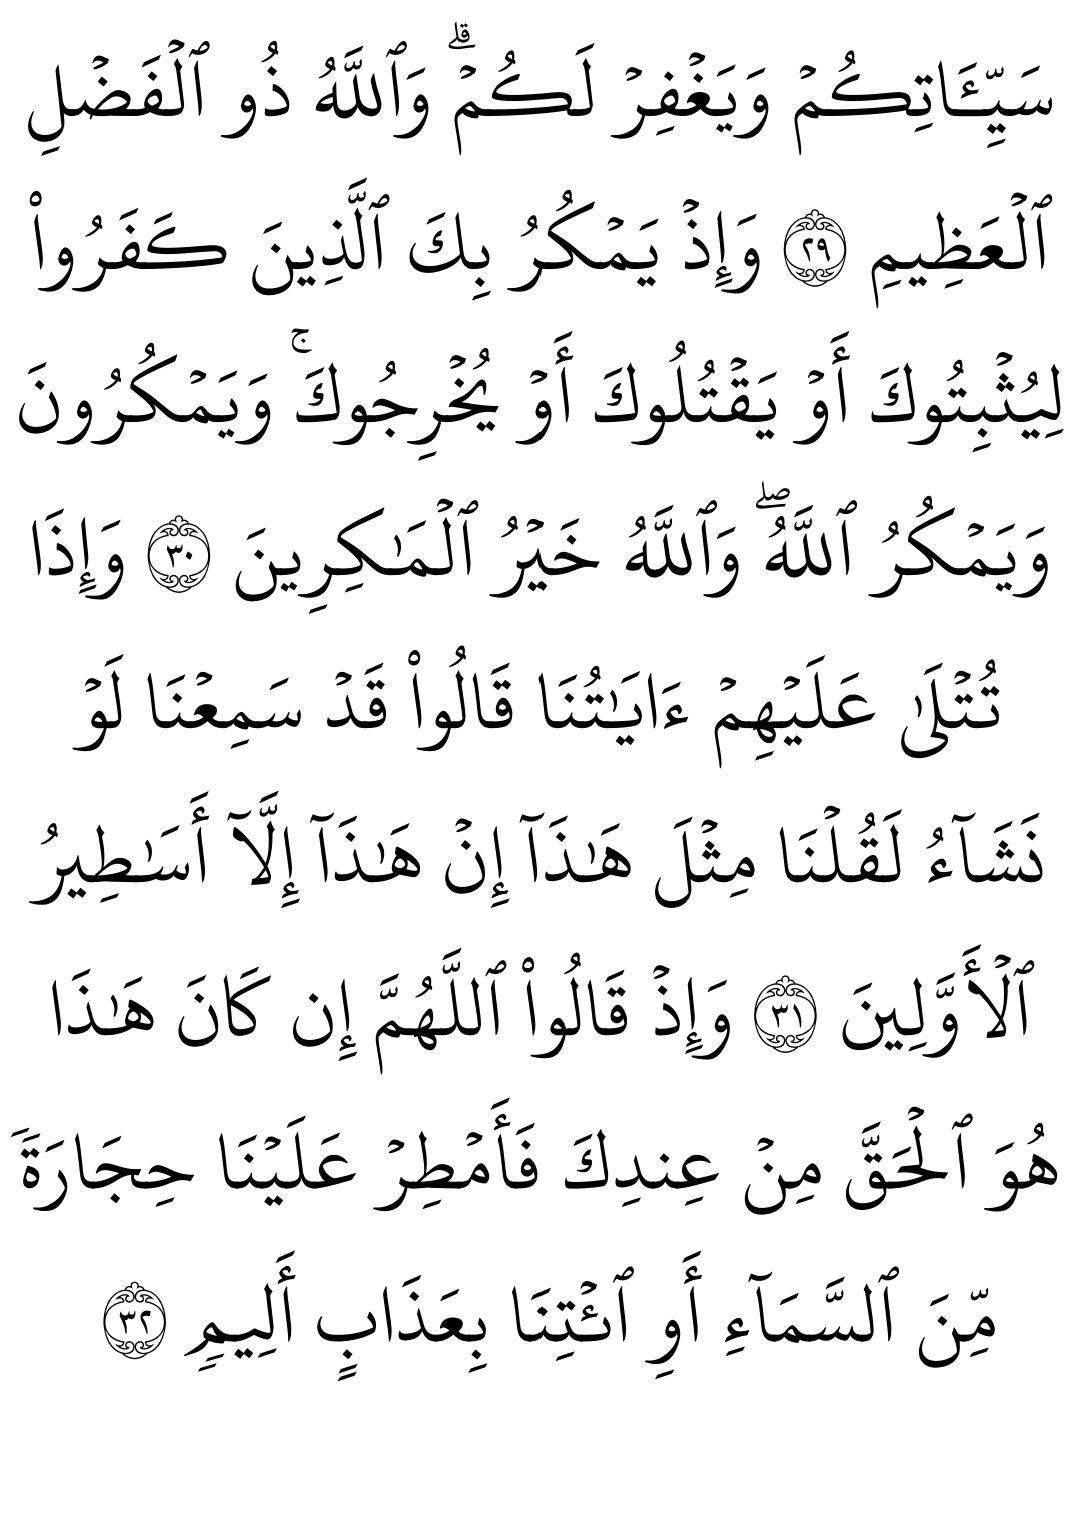 سَيِّـَٔاتِكُمۡ وَيَغۡفِرۡ لَكُمۡۗ وَٱللَّهُ ذُو ٱلۡفَضۡلِ
ٱلۡعَظِيمِ ٢٩ وَإِذۡ يَمۡكُرُ بِكَ ٱلَّذِينَ كَفَرُواْ
لِيُثۡبِتُوكَ أَوۡ يَقۡتُلُوكَ أَوۡ يُخۡرِجُوكَۚ وَيَمۡكُرُونَ
وَيَمۡكُرُ ٱللَّهُۖ وَٱللَّهُ خَيۡرُ ٱلۡمَٰكِرِينَ ٣٠ وَإِذَا
تُتۡلَىٰ عَلَيۡهِمۡ ءَايَٰتُنَا قَالُواْ قَدۡ سَمِعۡنَا لَوۡ
نَشَآءُ لَقُلۡنَا مِثۡلَ هَٰذَآ إِنۡ هَٰذَآ إِلَّآ أَسَٰطِيرُ
ٱلۡأَوَّلِينَ ٣١ وَإِذۡ قَالُواْ ٱللَّهُمَّ إِن كَانَ هَٰذَا
هُوَ ٱلۡحَقَّ مِنۡ عِندِكَ فَأَمۡطِرۡ عَلَيۡنَا حِجَارَةٗ
مِّنَ ٱلسَّمَآءِ أَوِ ٱئۡتِنَا بِعَذَابٍ أَلِيمٖ ٣٢